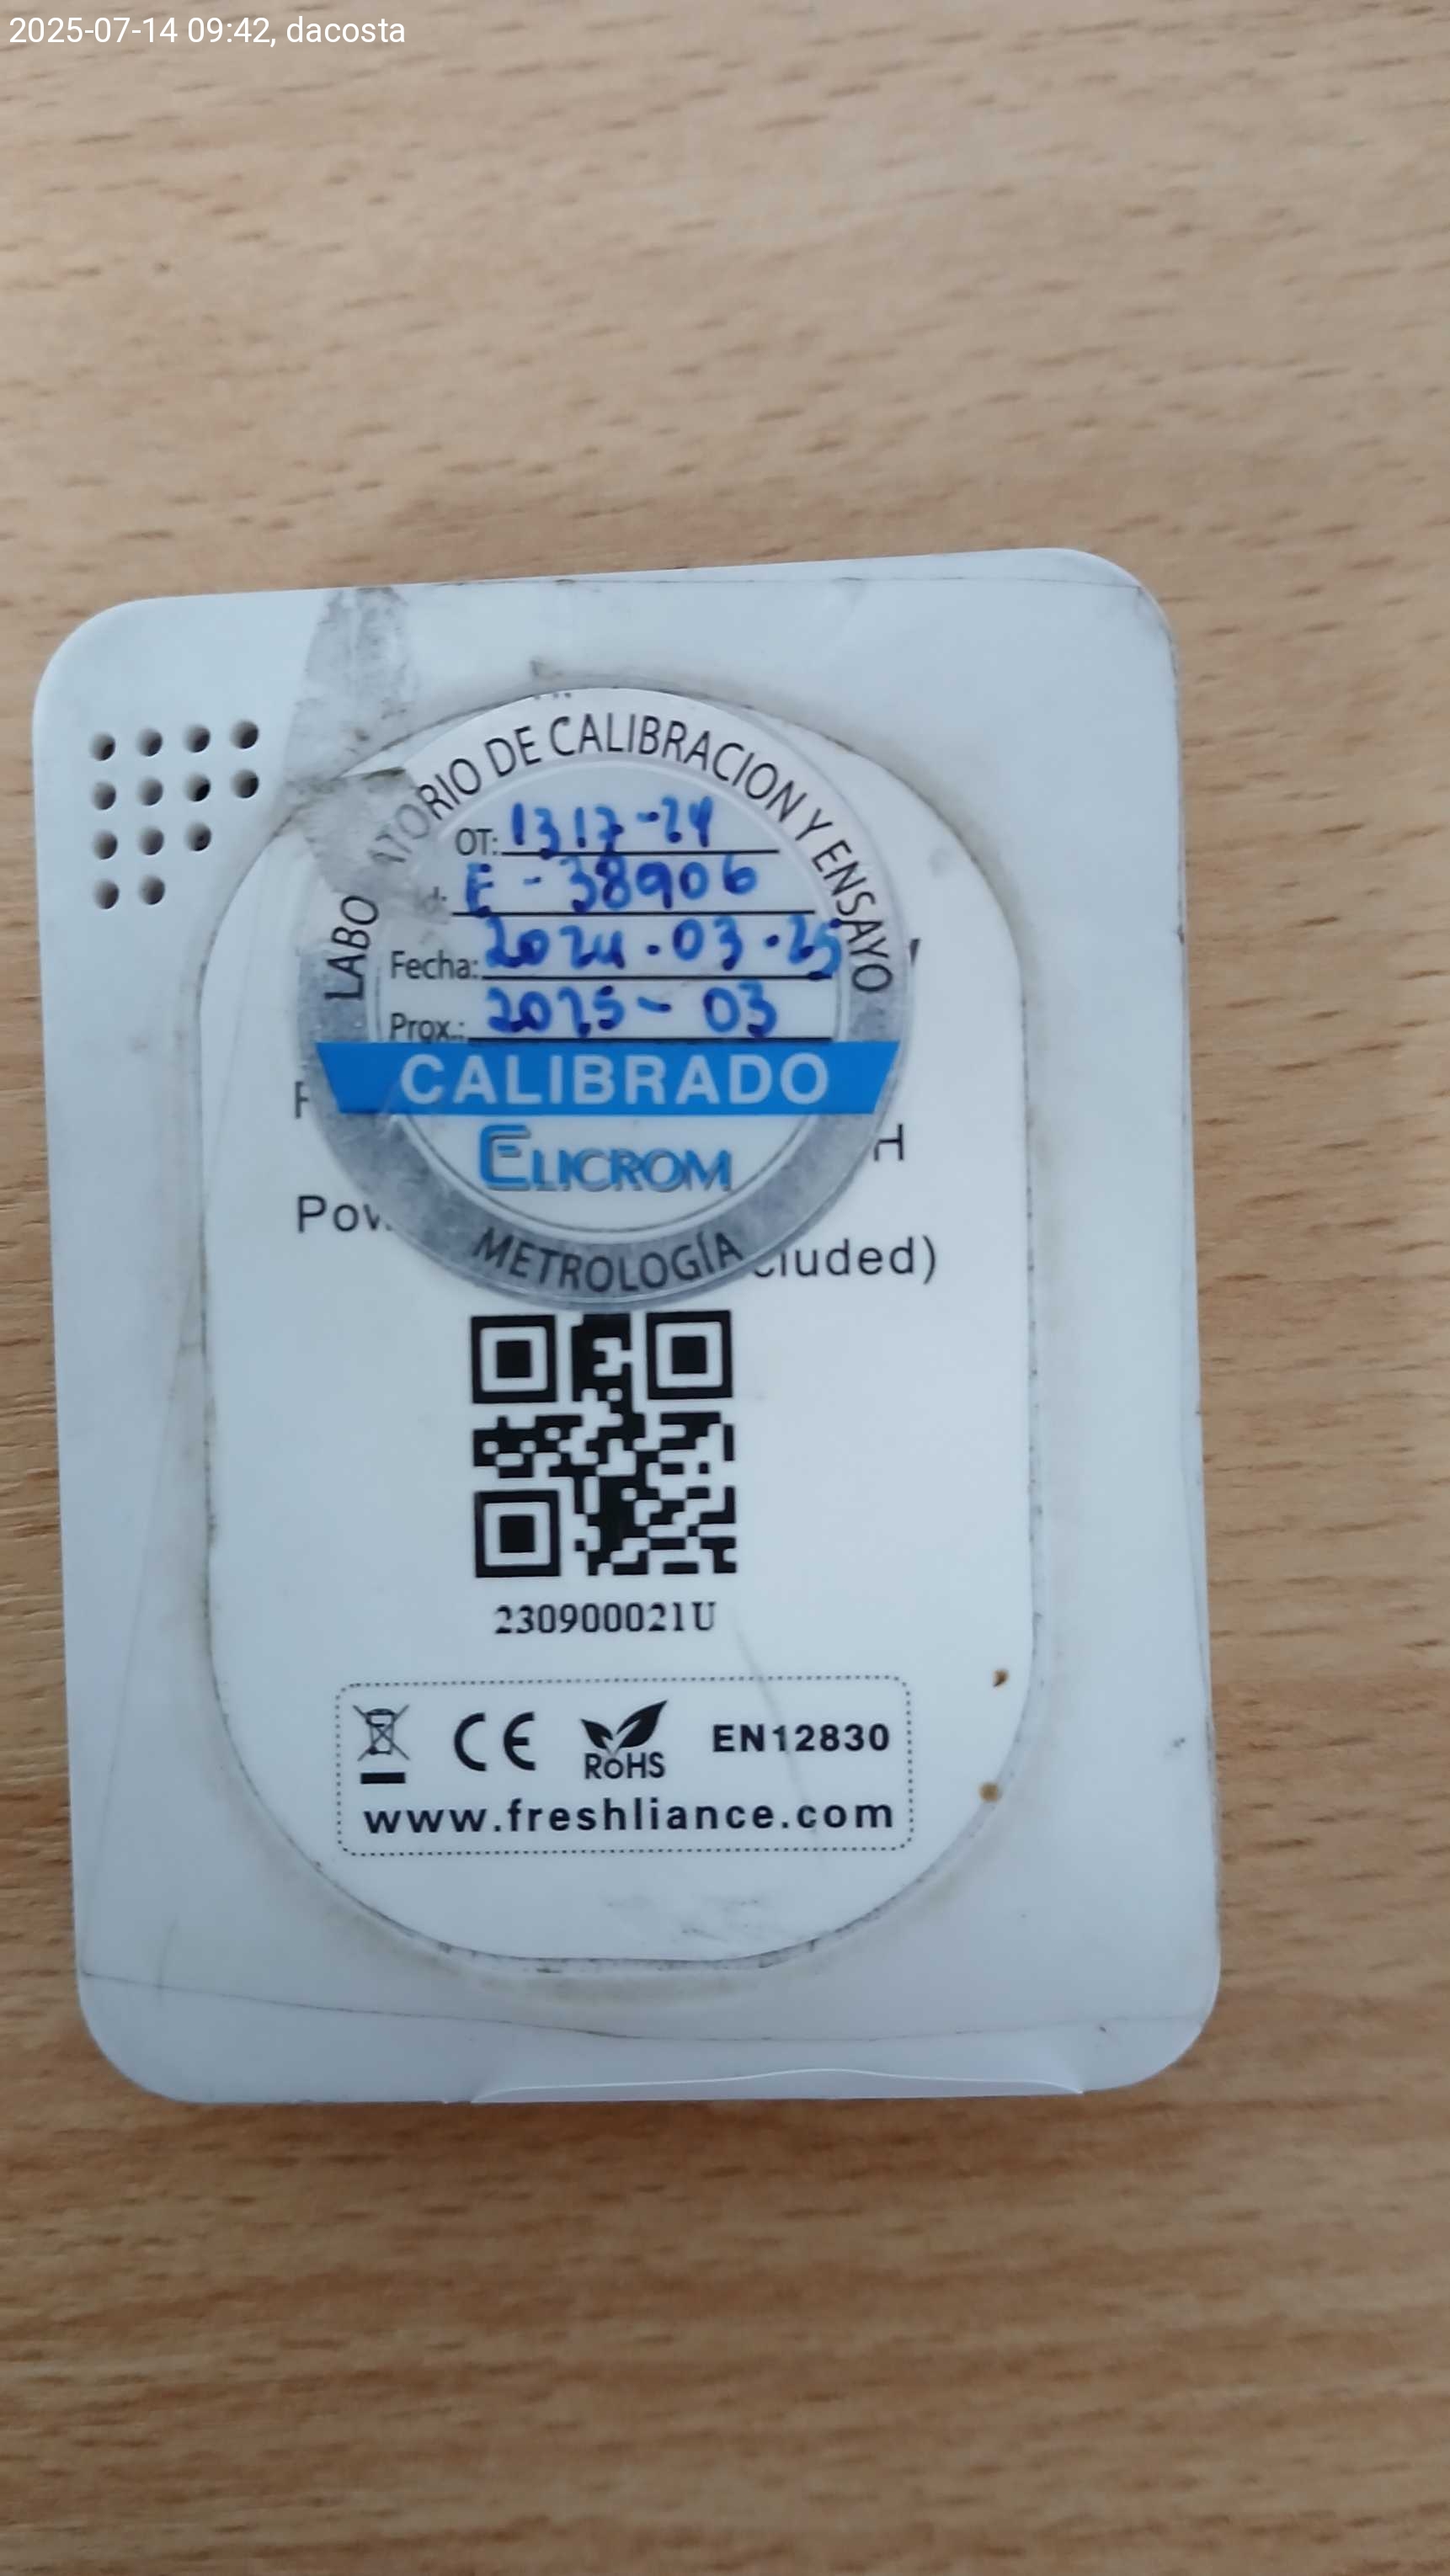 2025-07-14 09:42, dacosta
LABORATORIO DE CALIBRACION Y ENSAYO
OT: 1317-24
Id: E-38906
Fecha: 2024.03.25
Prox.: 2025-03
CALIBRADO
ELICROM
METROLOGÍA
230900021U
CE
RoHS
EN12830
www.freshliance.com